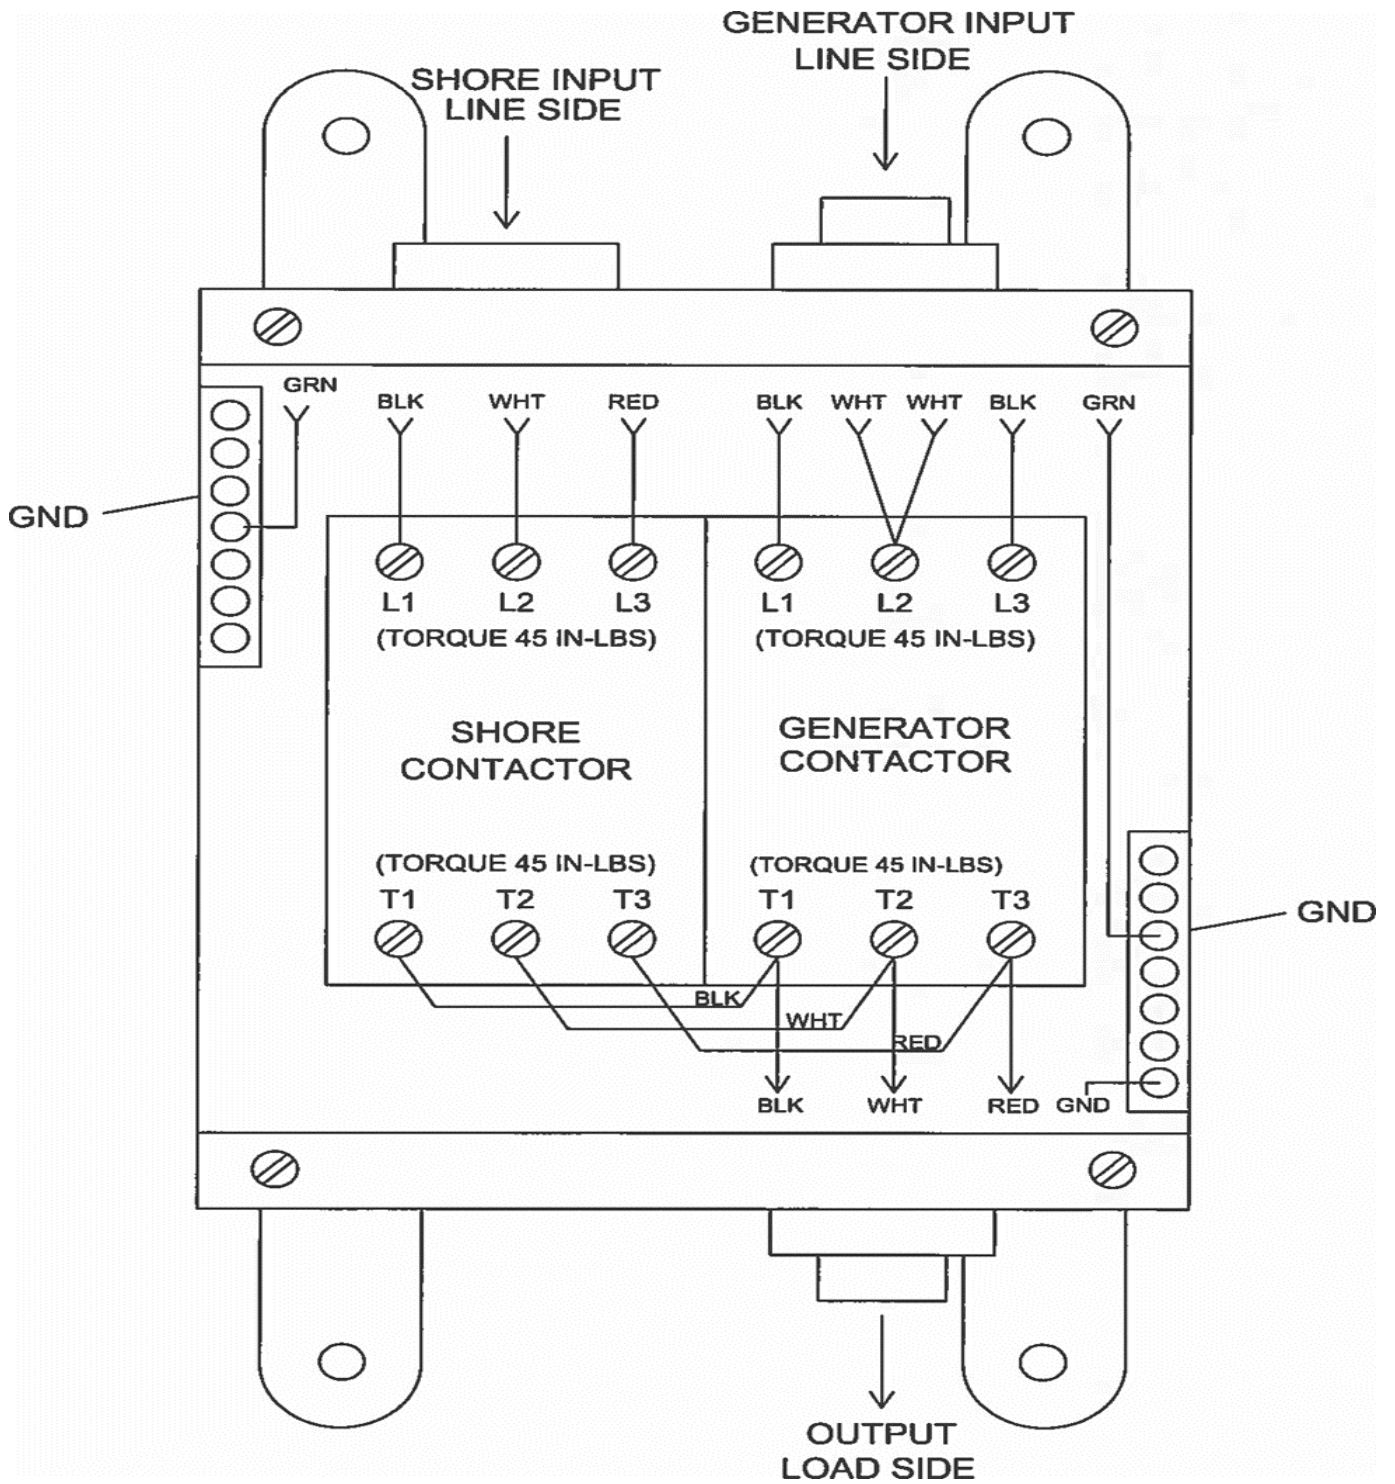 GENERATOR INPUT
LINE SIDE
SHORE INPUT
LINE SIDE
GRN
BLK
WHT
RED
BLK
WHT
WHT
BLK
GRN
GND
L1
L2
L3
L1
L2
L3
(TORQUE 45 IN-LBS)
(TORQUE 45 IN-LBS)
SHORE
CONTACTOR
GENERATOR
CONTACTOR
(TORQUE 45 IN-LBS)
(TORQUE 45 IN-LBS)
T1
T2
T3
T1
T2
T3
GND
BLK
WHT
RED
BLK
WHT
RED
GND
OUTPUT
LOAD SIDE